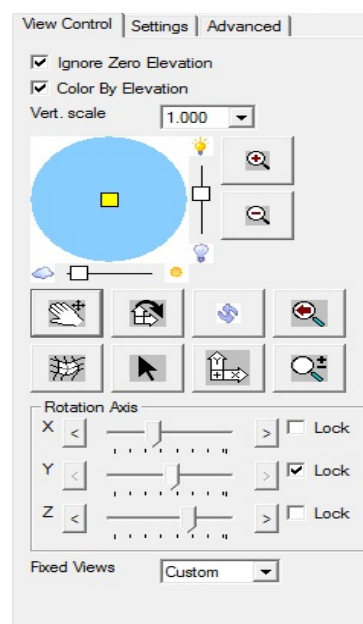 View Control Settings Advanced
Ignore Zero Elevation
Color By Elevation
Vert. scale 1.000
X < > Lock
Rotation Axis
Y < > Lock
Z < > Lock
Fixed Views Custom